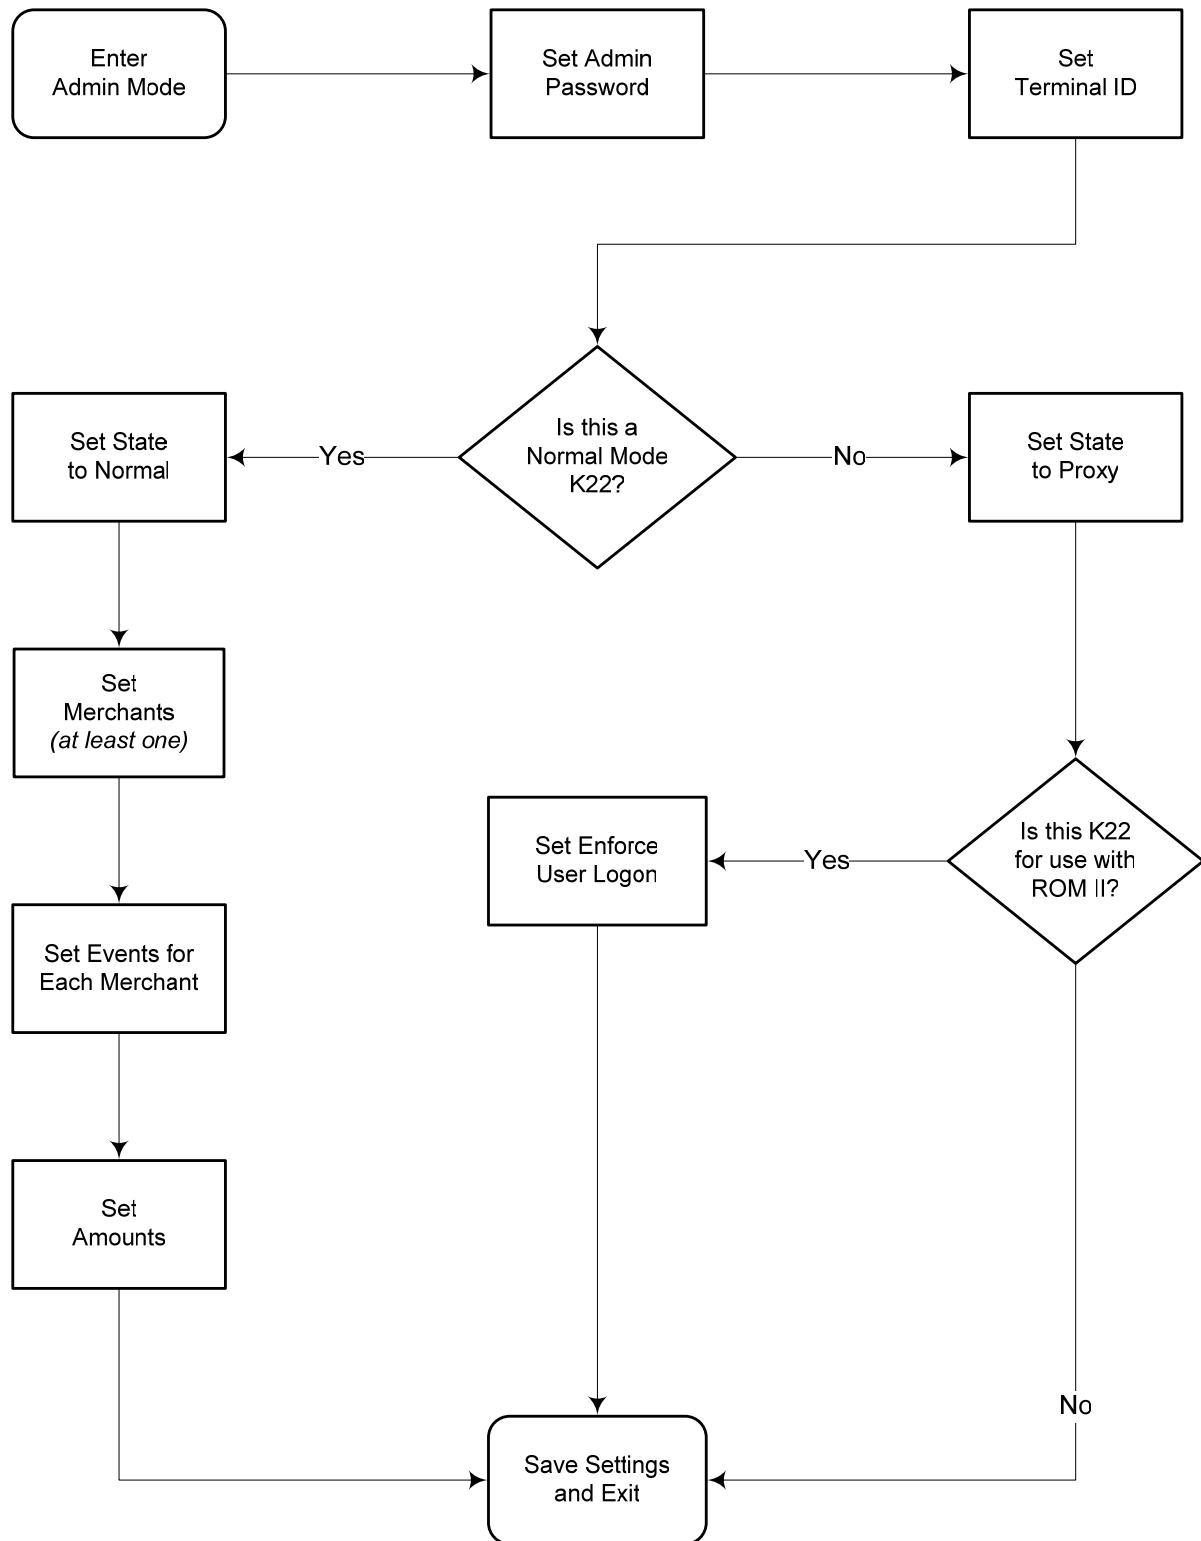 Enter
Admin Mode
Set Admin
Password
Set
Terminal ID
Is this a
Normal Mode
K22?
Yes
No
Set State
to Normal
Set State
to Proxy
Set
Merchants
(at least one)
Is this K22
for use with
ROM II?
Yes
Set Enforce
User Logon
Set Events for
Each Merchant
Set
Amounts
No
Save Settings
and Exit